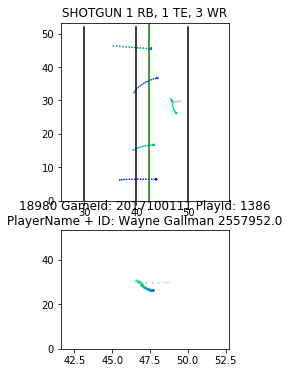 SHOTGUN 1 RB, 1 TE, 3 WR
50
40
30
20
10
0
30 40 50
18980 GameId: 2017100111 PlayId: 1386
PlayerName + ID: Wayne Gallman 2557952.0
40
20
0
42.5 45.0 47.5 50.0 52.5